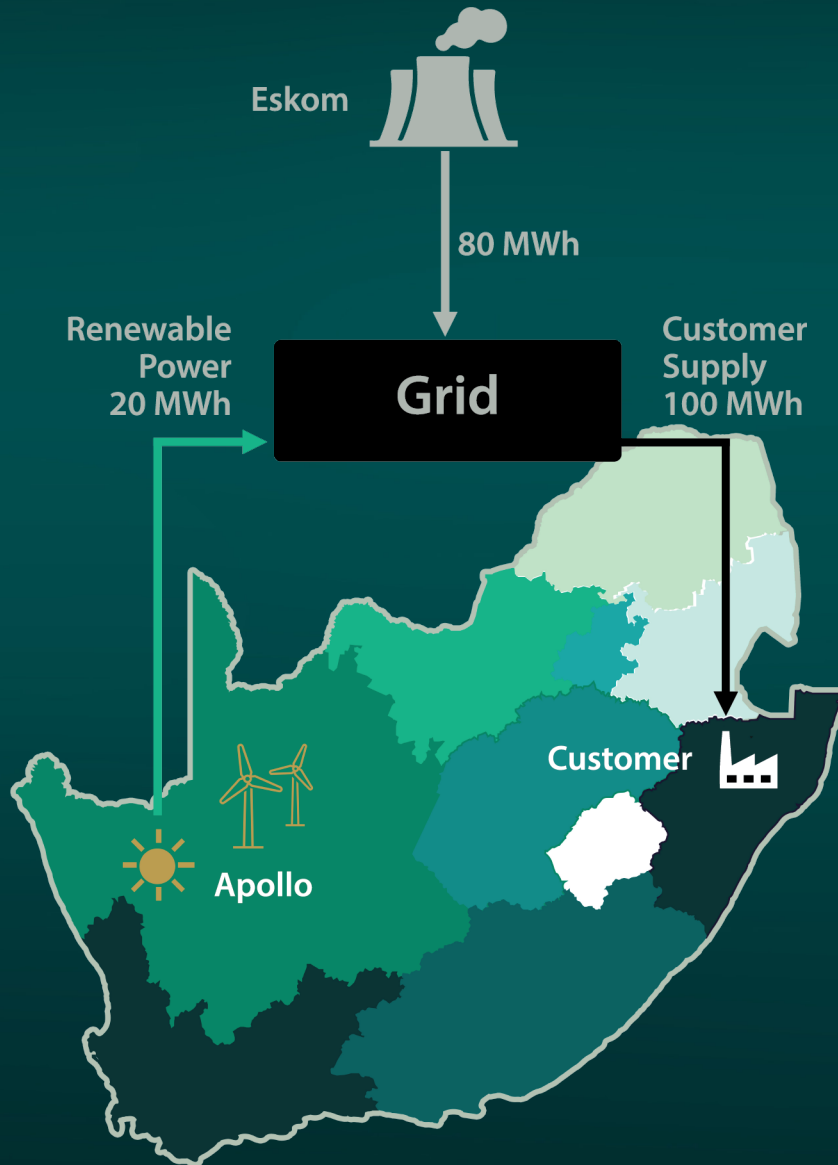 Eskom
80 MWh
Renewable
Power
20 MWh
Grid
Customer
Supply
100 MWh
Customer
Apollo